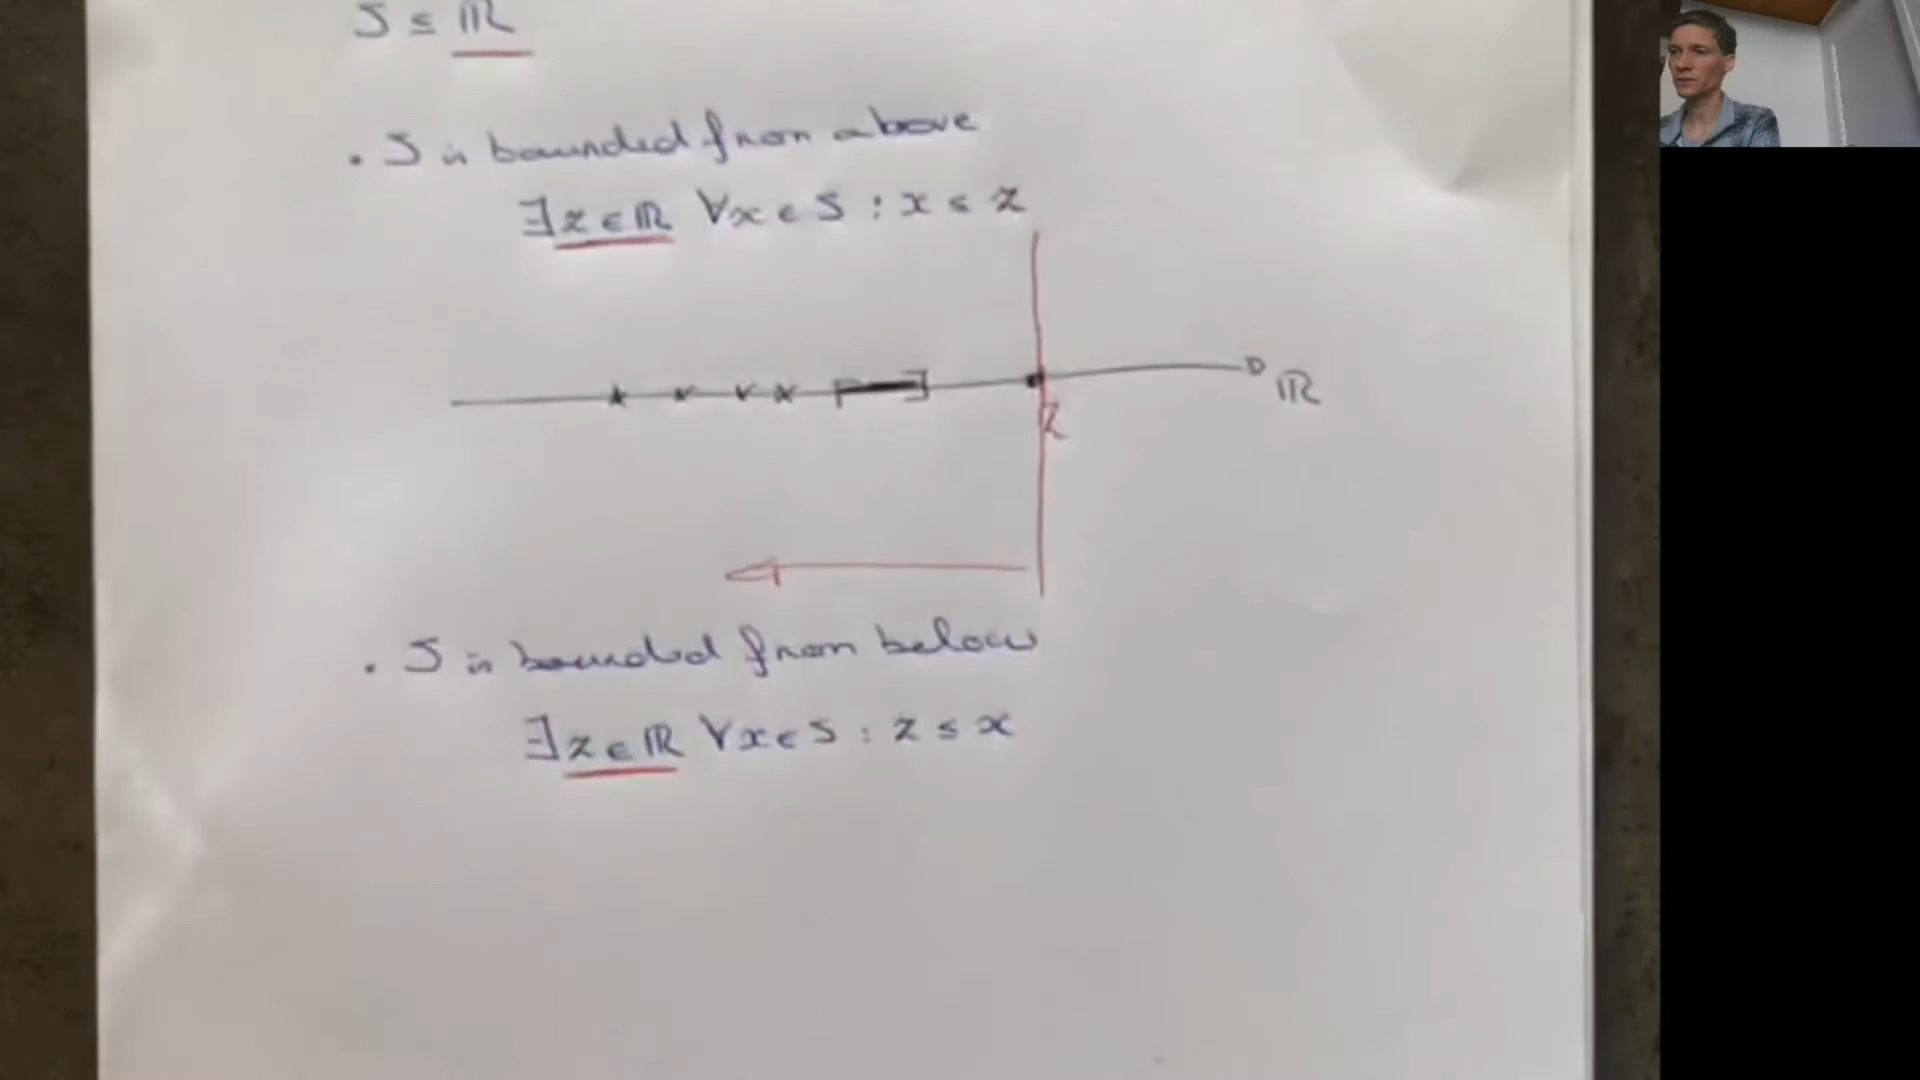 S ⊆ ℝ
• S is bounded from above
∃z∈ℝ ∀x∈S : x ≤ z
ℝ
z
• S is bounded from below
∃z∈ℝ ∀x∈S : z ≤ x